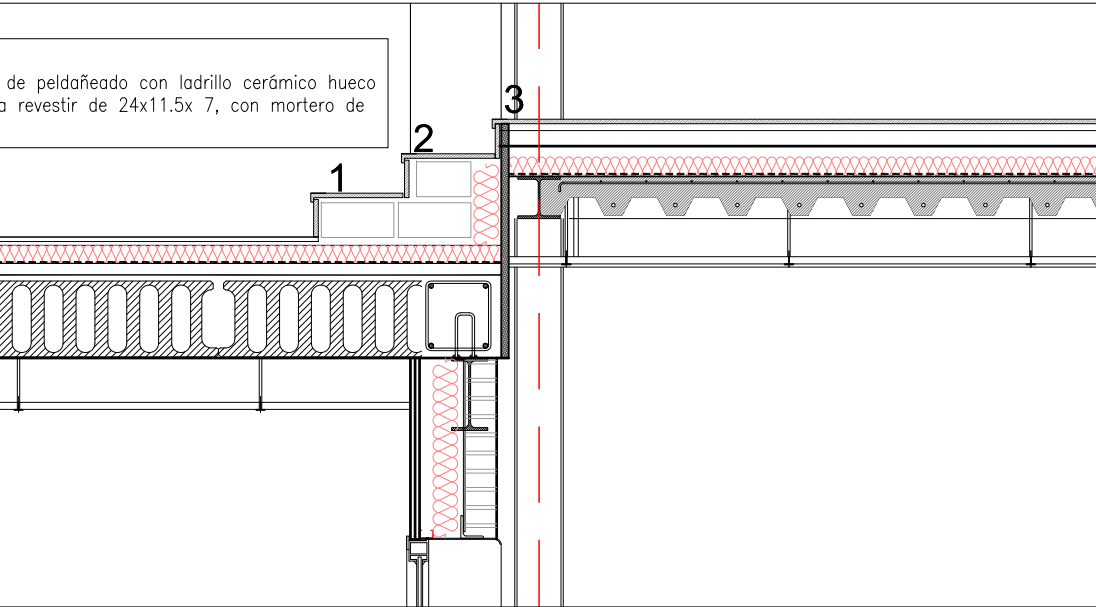 de peldañeado con ladrillo cerámico hueco
a revestir de 24x11.5x 7, con mortero de
3
2
1